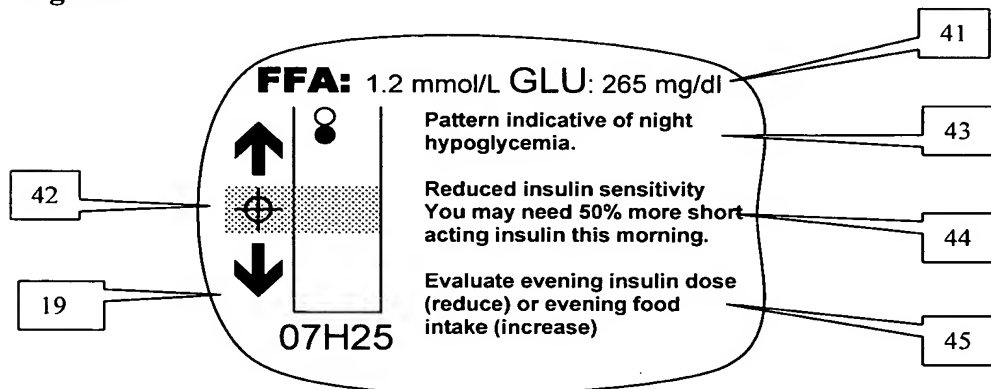 41
FFA: 1.2 mmol/L GLU: 265 mg/dl
Pattern indicative of night
hypoglycemia.
43
42
Reduced insulin sensitivity
You may need 50% more short
acting insulin this morning.
44
19
Evaluate evening insulin dose
(reduce) or evening food
intake (increase)
07H25
45